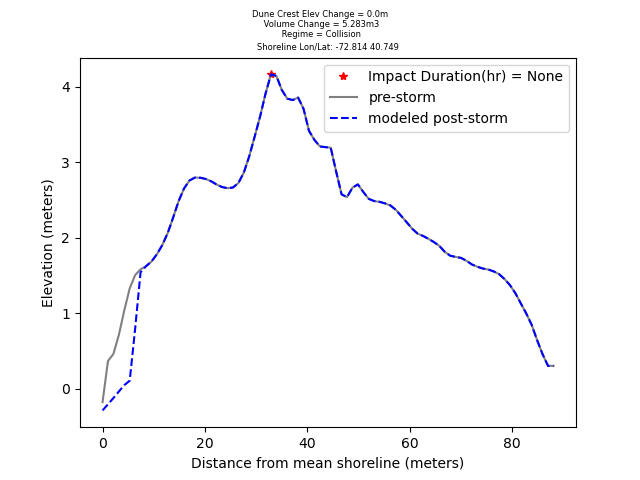 Dune Crest Elev Change = 0.0m
Volume Change = 5.283m3
Regime = Collision
Shoreline Lon/Lat: -72.814 40.749
Impact Duration(hr) = None
pre-storm
modeled post-storm
Elevation (meters)
4
3
2
1
0
0 20 40 60 80
Distance from mean shoreline (meters)